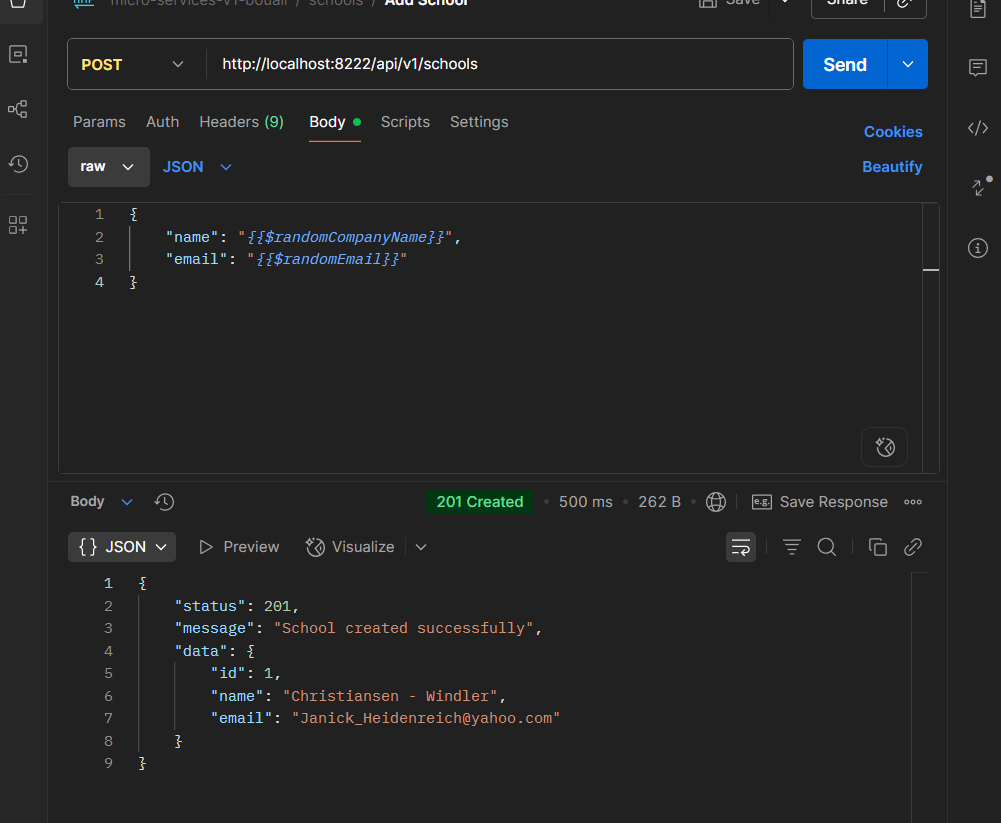 micro-services-v1-bouali / schools / Add School
Save
Share
POST
http://localhost:8222/api/v1/schools
Send
Params Auth Headers (9) Body Scripts Settings
Cookies
raw JSON
Beautify
1 {
2 "name": "{{$randomCompanyName}}",
3 "email": "{{$randomEmail}}"
4 }
Body
201 Created • 500 ms • 262 B
e.g. Save Response
{} JSON Preview Visualize
1 {
2 "status": 201,
3 "message": "School created successfully",
4 "data": {
5 "id": 1,
6 "name": "Christiansen - Windler",
7 "email": "Janick_Heidenreich@yahoo.com"
8 }
9 }